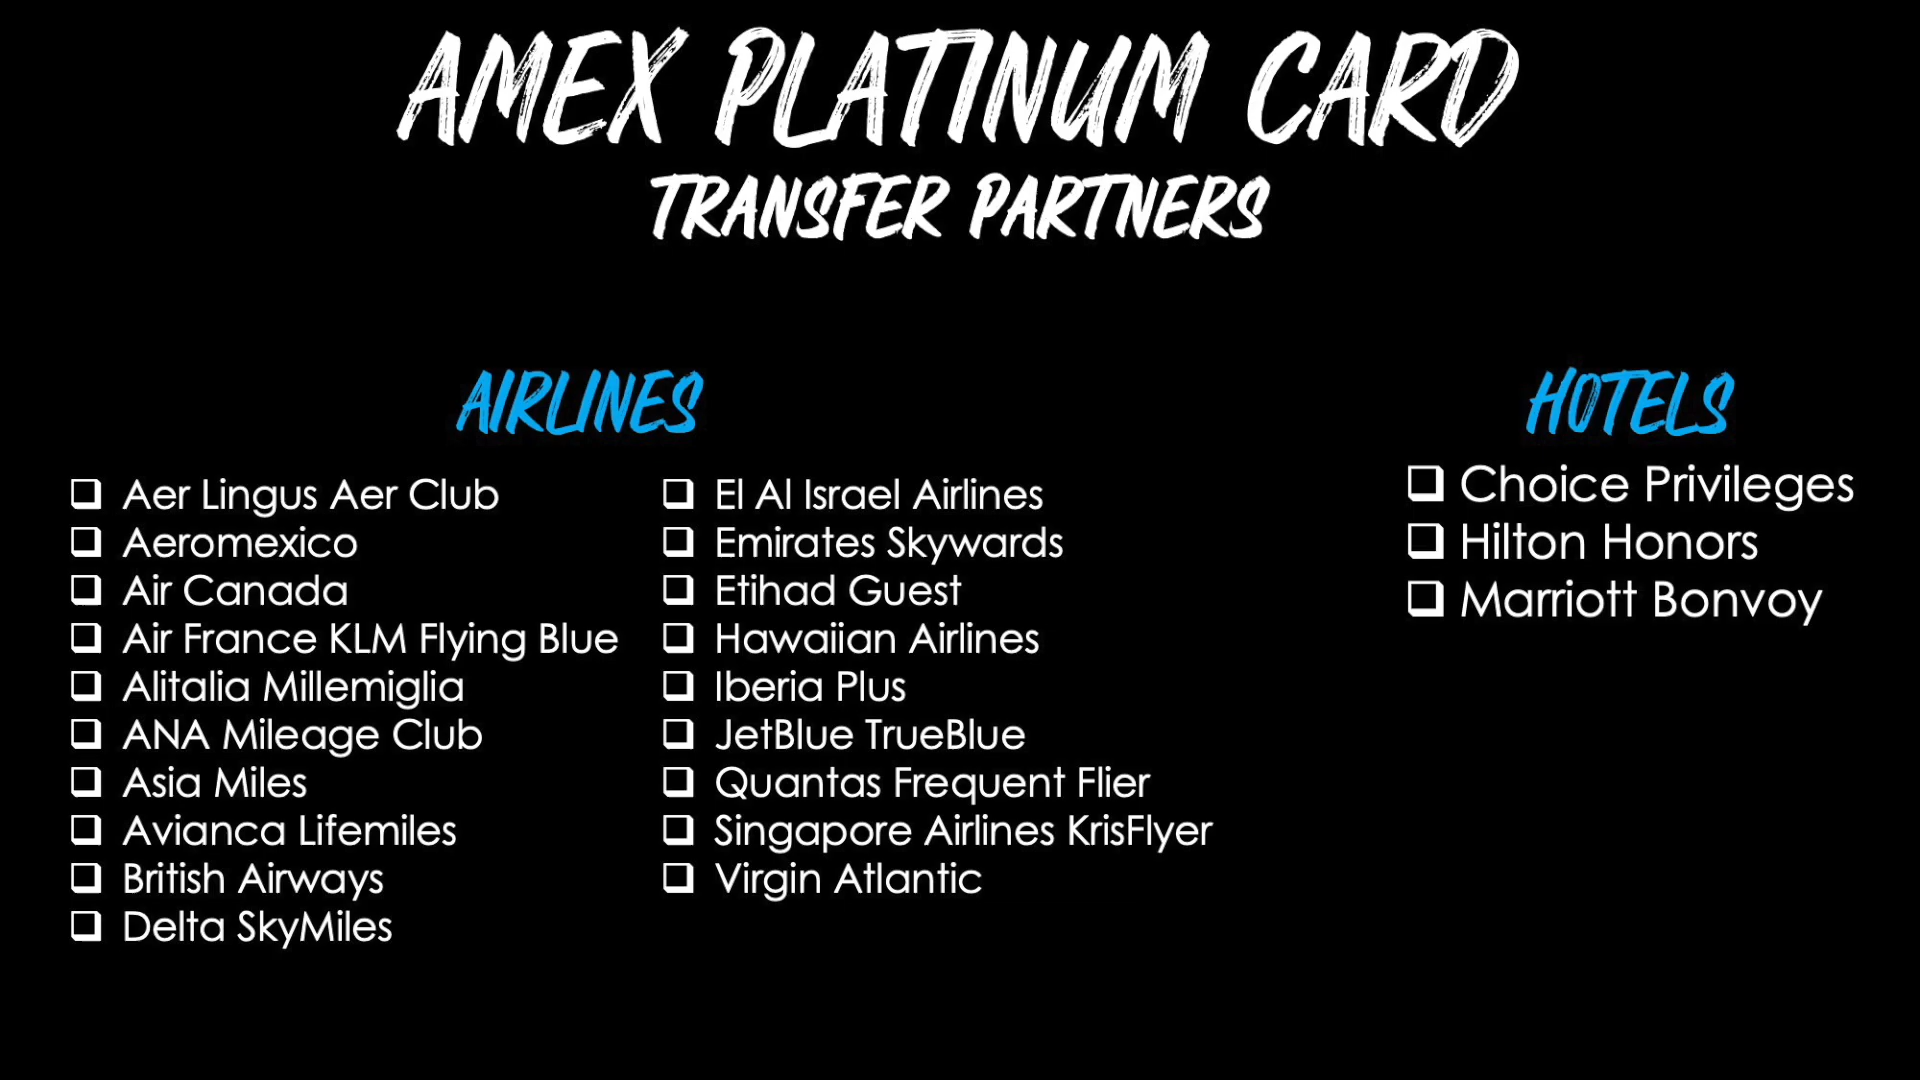 AMEX PLATINUM CARD
TRANSFER PARTNERS
AIRLINES
Aer Lingus Aer Club
Aeromexico
Air Canada
Air France KLM Flying Blue
Alitalia Millemiglia
ANA Mileage Club
Asia Miles
Avianca Lifemiles
British Airways
Delta SkyMiles
El Al Israel Airlines
Emirates Skywards
Etihad Guest
Hawaiian Airlines
Iberia Plus
JetBlue TrueBlue
Quantas Frequent Flier
Singapore Airlines KrisFlyer
Virgin Atlantic
HOTELS
Choice Privileges
Hilton Honors
Marriott Bonvoy